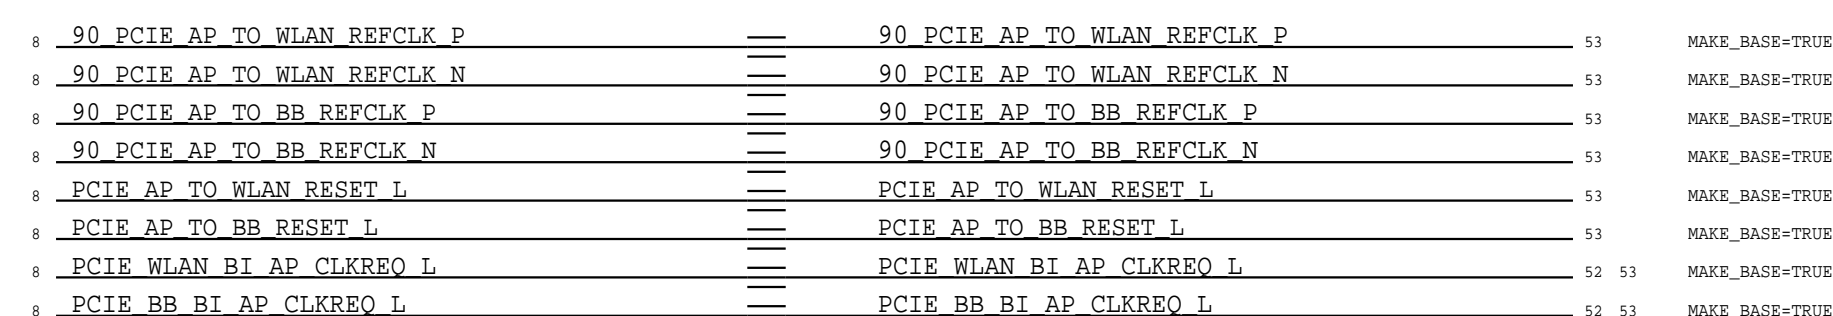 8 90_PCIE_AP_TO_WLAN_REFCLK_P 90_PCIE_AP_TO_WLAN_REFCLK_P 53 MAKE_BASE=TRUE
8 90_PCIE_AP_TO_WLAN_REFCLK_N 90_PCIE_AP_TO_WLAN_REFCLK_N 53 MAKE_BASE=TRUE
8 90_PCIE_AP_TO_BB_REFCLK_P 90_PCIE_AP_TO_BB_REFCLK_P 53 MAKE_BASE=TRUE
8 90_PCIE_AP_TO_BB_REFCLK_N 90_PCIE_AP_TO_BB_REFCLK_N 53 MAKE_BASE=TRUE
8 PCIE_AP_TO_WLAN_RESET_L PCIE_AP_TO_WLAN_RESET_L 53 MAKE_BASE=TRUE
8 PCIE_AP_TO_BB_RESET_L PCIE_AP_TO_BB_RESET_L 53 MAKE_BASE=TRUE
8 PCIE_WLAN_BI_AP_CLKREQ_L PCIE_WLAN_BI_AP_CLKREQ_L 52 53 MAKE_BASE=TRUE
8 PCIE_BB_BI_AP_CLKREQ_L PCIE_BB_BI_AP_CLKREQ_L 52 53 MAKE_BASE=TRUE